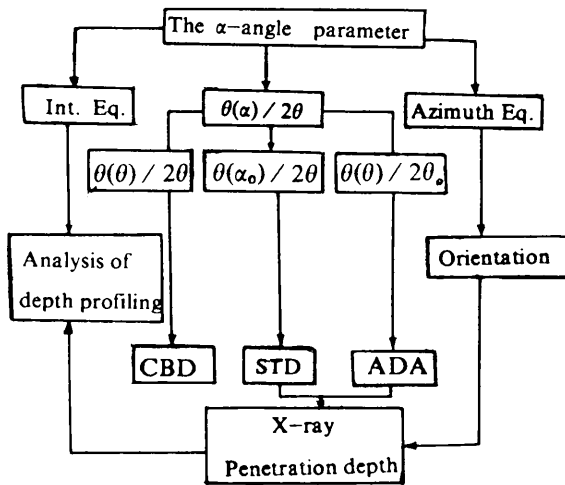 The α-angle parameter
Int. Eq.
θ(α) / 2θ
Azimuth Eq.
θ(θ) / 2θ
θ(α₀) / 2θ
θ(θ) / 2θ₀
Analysis of
depth profiling
Orientation
CBD
STD
ADA
X-ray
Penetration depth